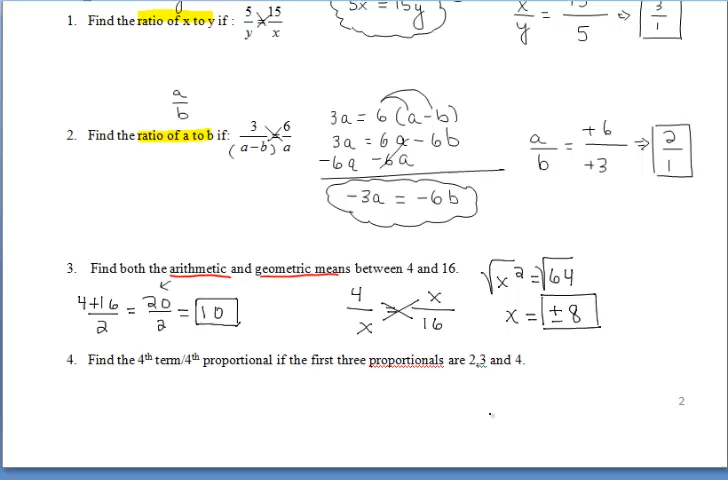 1. Find the ratio of x to y if : 5/y = 15/x
5x = 15y
x/y = /5 ⇒ 3/1
a/b
2. Find the ratio of a to b if: 3/(a−b) = 6/a
3a = 6(a−b)
3a = 6a − 6b
−6a −6a
−3a = −6b
a/b = +6/+3 ⇒ 2/1
3. Find both the arithmetic and geometric means between 4 and 16.
4+16/2 = 20/2 = 10
4/x = x/16
√x² = √64
x = ±8
4. Find the 4th term/4th proportional if the first three proportionals are 2,3 and 4.
2